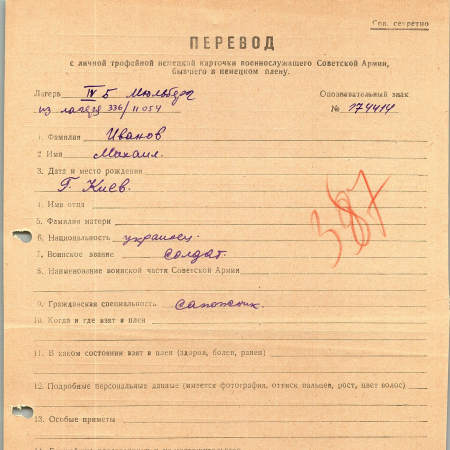 Сов. секретно
ПЕРЕВОД
с личной трофейной немецкой карточки военнослужащего Советской Армии,
бывшего в немецком плену.
Лагерь IV Б Мюльберг
Опознавательный знак
из лагеря 336/11054
№ 174414
1. Фамилия Иванов
2 Имя Михаил.
3. Дата и место рождения
Г. Киев.
4. Имя отца
5. Фамилия матери
6. Национальность украинец.
7. Воинское звание солдат.
8. Наименование воинской части Советской Армии
9. Гражданская специальность сапожник.
10. Когда и где взят в плен
11. В каком состоянии взят в плен (здоров, болен, ранен)
12. Подробные персональные данные (имеется фотография, оттиск пальцев, рост, цвет волос)
13. Особые приметы
387